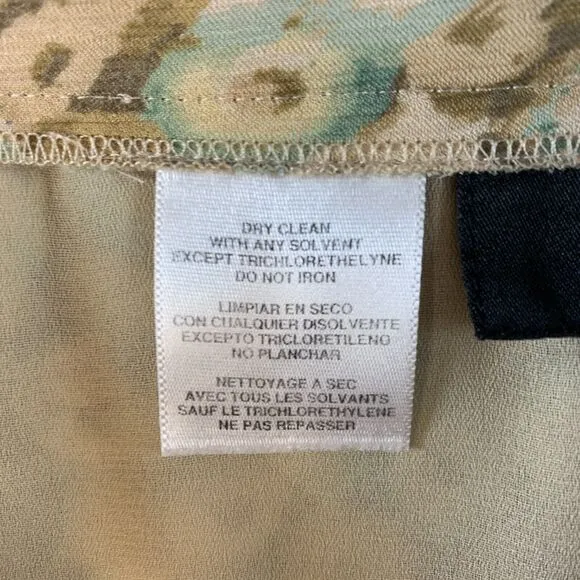 DRY CLEAN
WITH ANY SOLVENT
EXCEPT TRICHLORETHELYNE
DO NOT IRON
LIMPIAR EN SECO
CON CUALQUIER DISOLVENTE
EXCEPTO TRICLORETILENO
NO PLANCHAR
NETTOYAGE A SEC
AVEC TOUS LES SOLVANTS
SAUF LE TRICHLORETHYLENE
NE PAS REPASSER